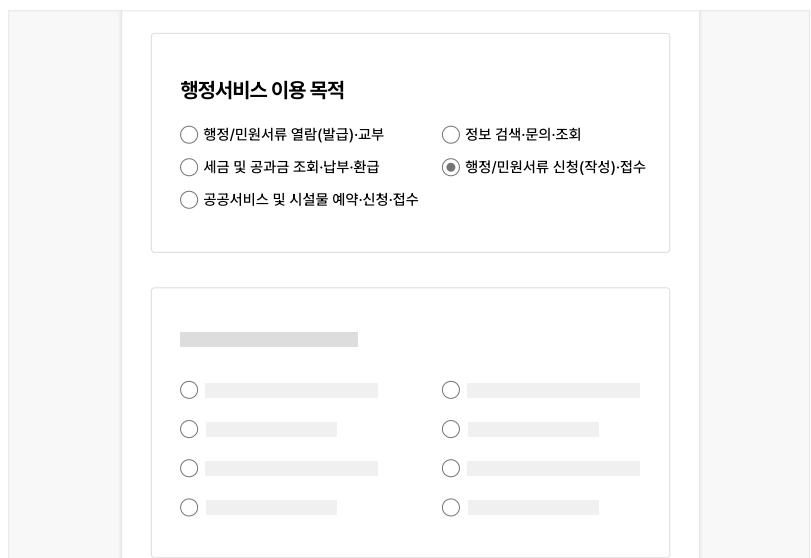 행정서비스 이용 목적
행정/민원서류 열람(발급)·교부
정보 검색·문의·조회
세금 및 공과금 조회·납부·환급
행정/민원서류 신청(작성)·접수
공공서비스 및 시설물 예약·신청·접수